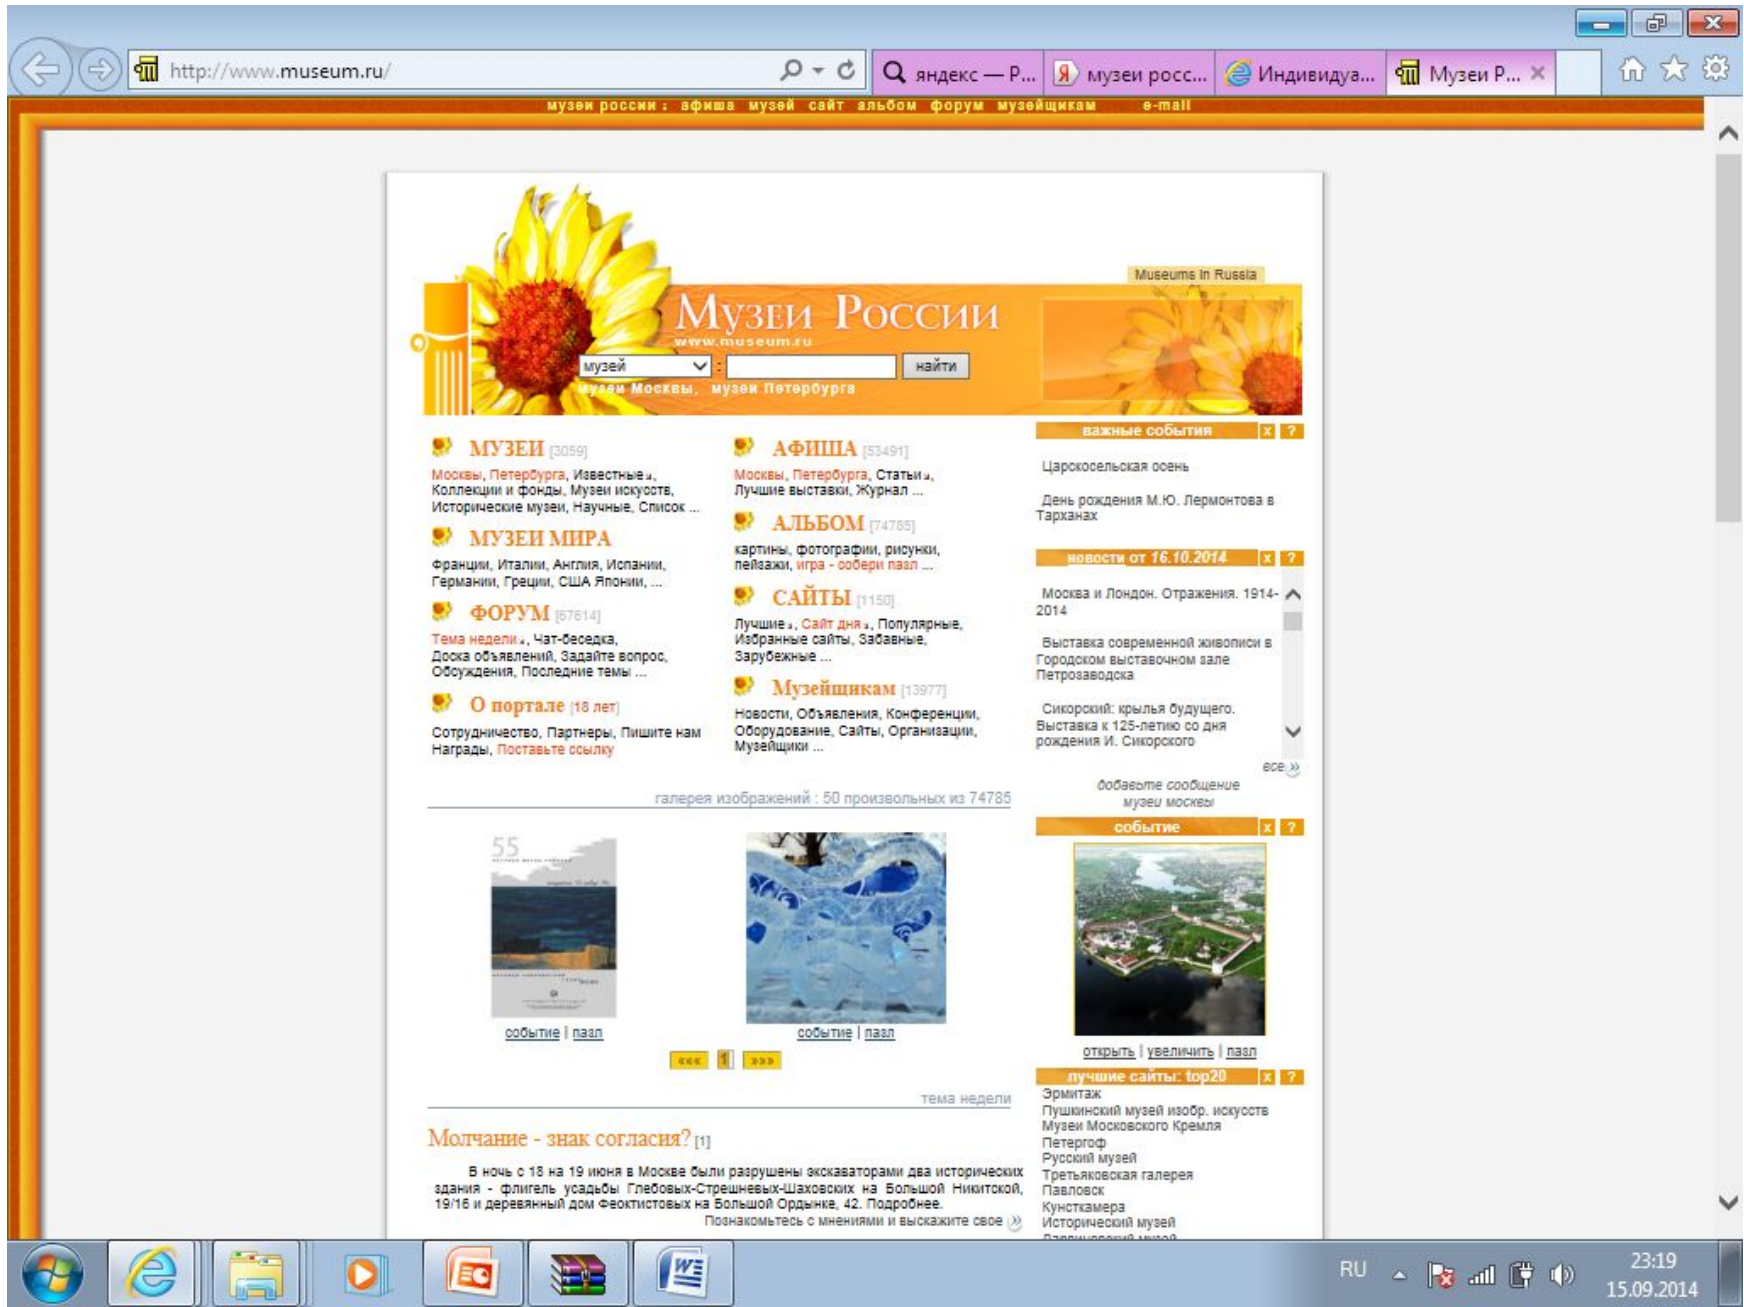 http://www.museum.ru/
яндекс — Р...
музеи росс...
Индивидуа...
Музеи Р...
музеи россии : афиша музей сайт альбом форум музейщикам e-mail
Museums in Russia
Музеи России
www.museum.ru
музей : найти
музеи Москвы, музеи Петербурга
МУЗЕИ [3059]
Москвы, Петербурга, Известные,
Коллекции и фонды, Музеи искусств,
Исторические музеи, Научные, Список ...
МУЗЕИ МИРА
Франции, Италии, Англия, Испании,
Германии, Греции, США Японии, ...
ФОРУМ [67614]
Тема недели, Чат-беседка,
Доска объявлений, Задайте вопрос,
Обсуждения, Последние темы ...
О портале [18 лет]
Сотрудничество, Партнеры, Пишите нам
Награды, Поставьте ссылку
АФИША [53491]
Москвы, Петербурга, Статьи,
Лучшие выставки, Журнал ...
АЛЬБОМ [74785]
картины, фотографии, рисунки,
пейзажи, игра - собери пазл ...
САЙТЫ [1150]
Лучшие, Сайт дня, Популярные,
Избранные сайты, Забавные,
Зарубежные ...
Музейщикам [13977]
Новости, Объявления, Конференции,
Оборудование, Сайты, Организации,
Музейщики ...
важные события x ?
Царскосельская осень
День рождения М.Ю. Лермонтова в
Тарханах
новости от 16.10.2014 x ?
Москва и Лондон. Отражения. 1914-
2014
Выставка современной живописи в
Городском выставочном зале
Петрозаводска
Сикорский: крылья будущего.
Выставка к 125-летию со дня
рождения И. Сикорского
все »
добавьте сообщение
музеи москвы
галерея изображений : 50 произвольных из 74785
55
событие | пазл
событие | пазл
««« 1 »»»
событие x ?
открыть | увеличить | пазл
лучшие сайты: top20 x ?
Эрмитаж
Пушкинский музей изобр. искусств
Музеи Московского Кремля
Петергоф
Русский музей
Третьяковская галерея
Павловск
Кунсткамера
Исторический музей
тема недели
Молчание - знак согласия? [1]
В ночь с 18 на 19 июня в Москве были разрушены экскаваторами два исторических
здания - флигель усадьбы Глебовых-Стрешневых-Шаховских на Большой Никитской,
19/16 и деревянный дом Феоктистовых на Большой Ордынке, 42. Подробнее.
Познакомьтесь с мнениями и выскажите свое »
RU
23:19
15.09.2014